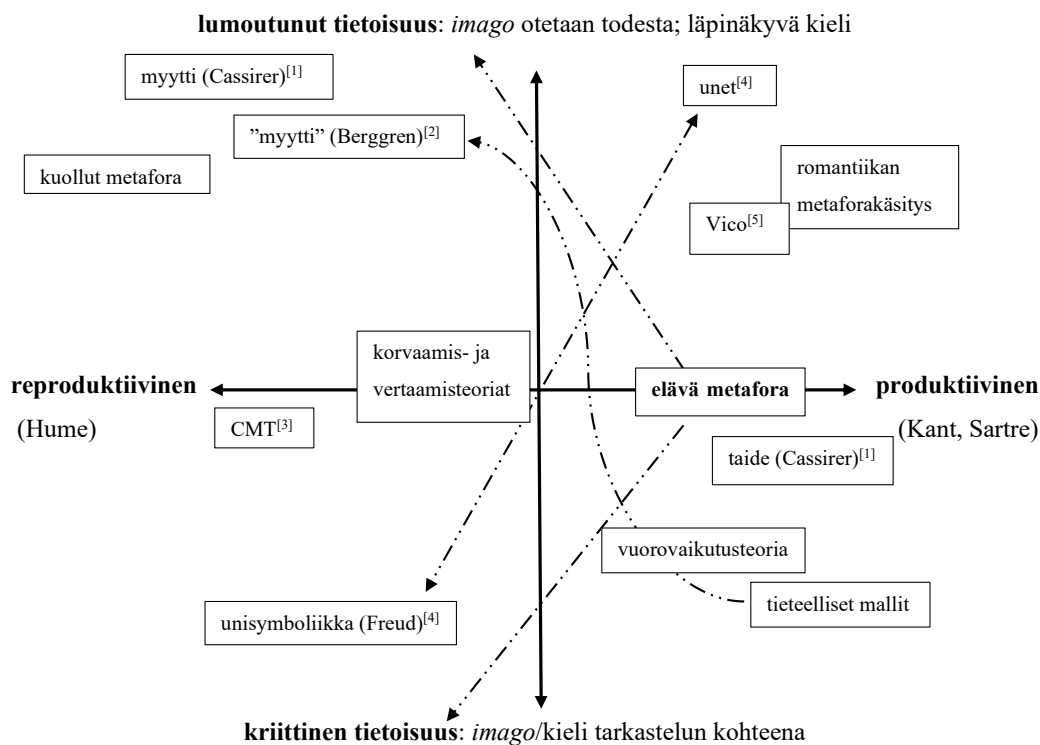 lumoutunut tietoisuus: imago otetaan todesta; läpinäkyvä kieli
myytti (Cassirer)[1]
unet[4]
”myytti” (Berggren)[2]
kuollut metafora
romantiikan
metaforakäsitys
Vico[5]
korvaamis- ja
vertaamisteoriat
reproduktiivinen
(Hume)
elävä metafora
produktiivinen
(Kant, Sartre)
CMT[3]
taide (Cassirer)[1]
vuorovaikutusteoria
tieteelliset mallit
unisymboliikka (Freud)[4]
kriittinen tietoisuus: imago/kieli tarkastelun kohteena